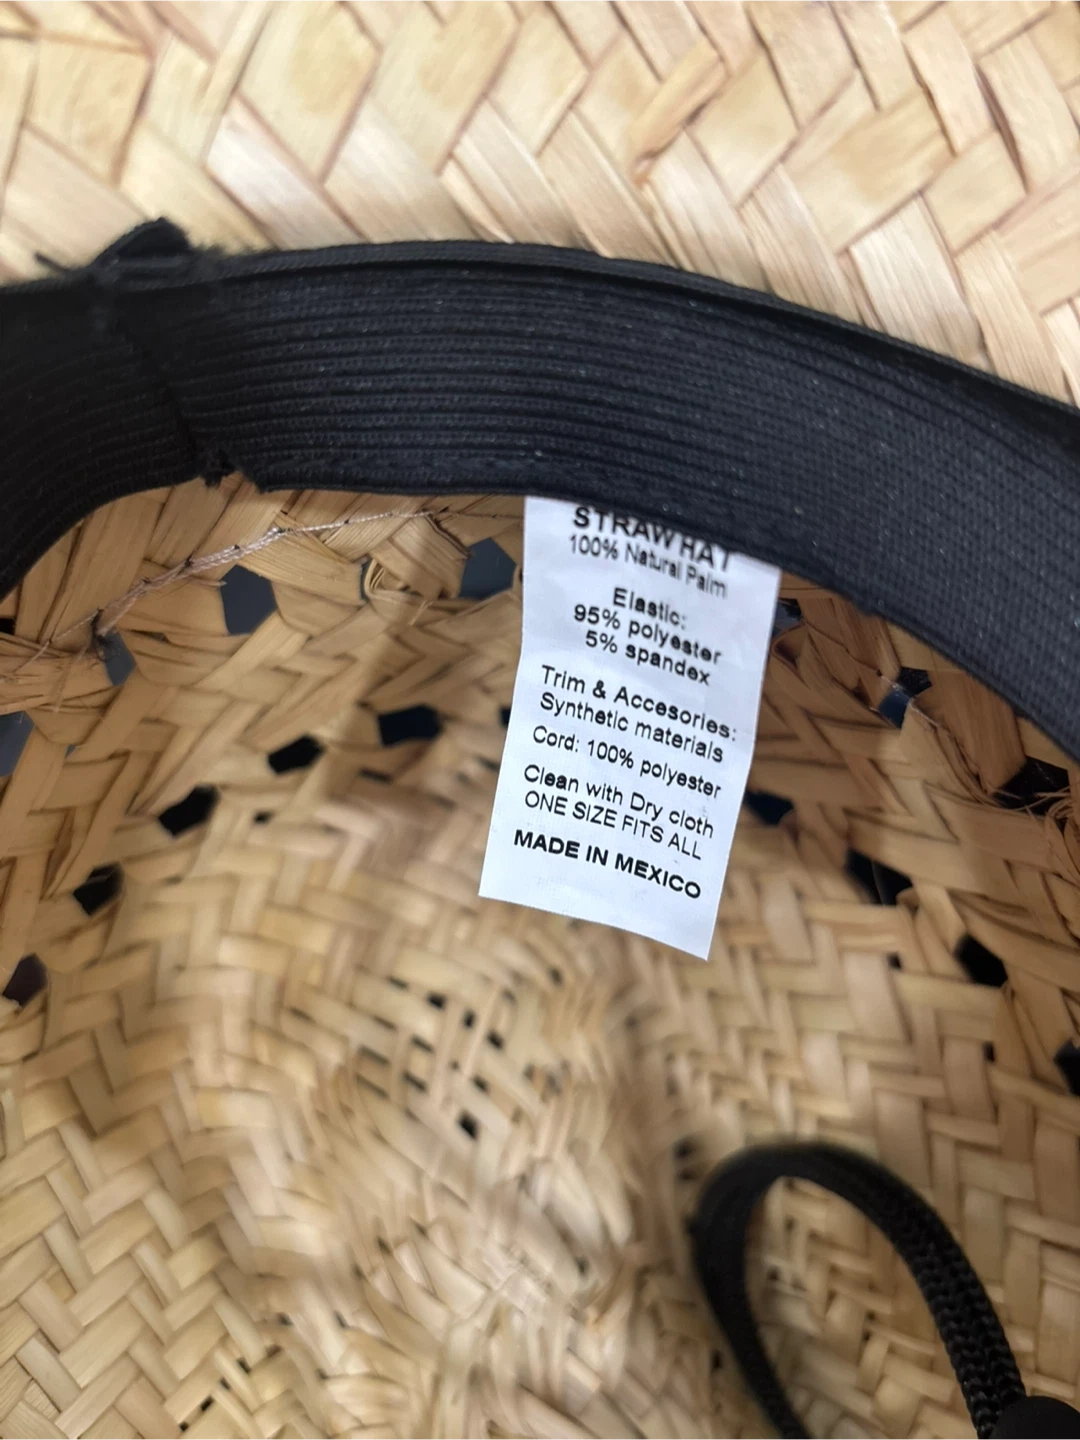 STRAW HAT
100% Natural Palm
Elastic:
95% polyester
5% spandex
Trim & Accesories:
Synthetic materials
Cord: 100% polyester
Clean with Dry cloth
ONE SIZE FITS ALL
MADE IN MEXICO